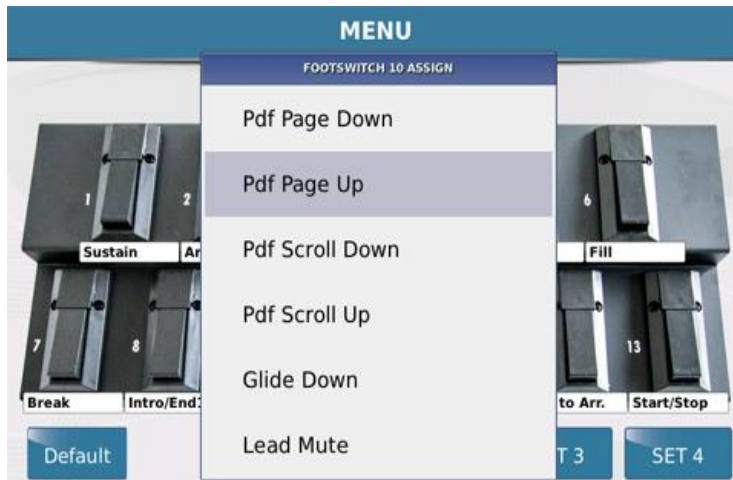 MENU
FOOTSWITCH 10 ASSIGN
Pdf Page Down
Pdf Page Up
Pdf Scroll Down
Pdf Scroll Up
Glide Down
Lead Mute
1
2
6
Sustain
Ar
Fill
7
8
13
Break
Intro/End
to Arr.
Start/Stop
Default
T 3
SET 4